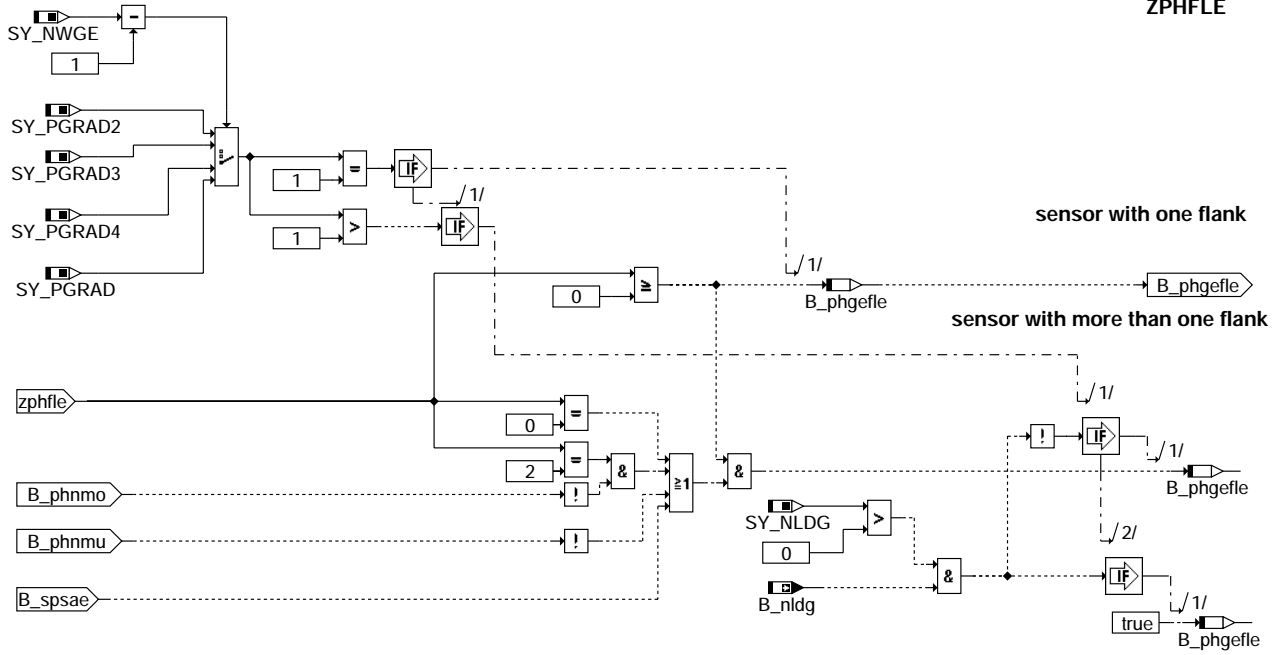 ZPHFLE
SY_NWGE
-
1
SY_PGRAD2
SY_PGRAD3
SY_PGRAD4
SY_PGRAD
1
=
IF
/1/
1
>
IF
sensor with one flank
/1/
0
≥
B_phgefle
B_phgefle
sensor with more than one flank
/1/
zphfle
=
0
=
2
&
≥1
&
!
IF
/1/
B_phgefle
B_phnmo
!
SY_NLDG
>
0
B_phnmu
!
/2/
B_nldg
&
IF
B_spsae
/1/
true
B_phgefle